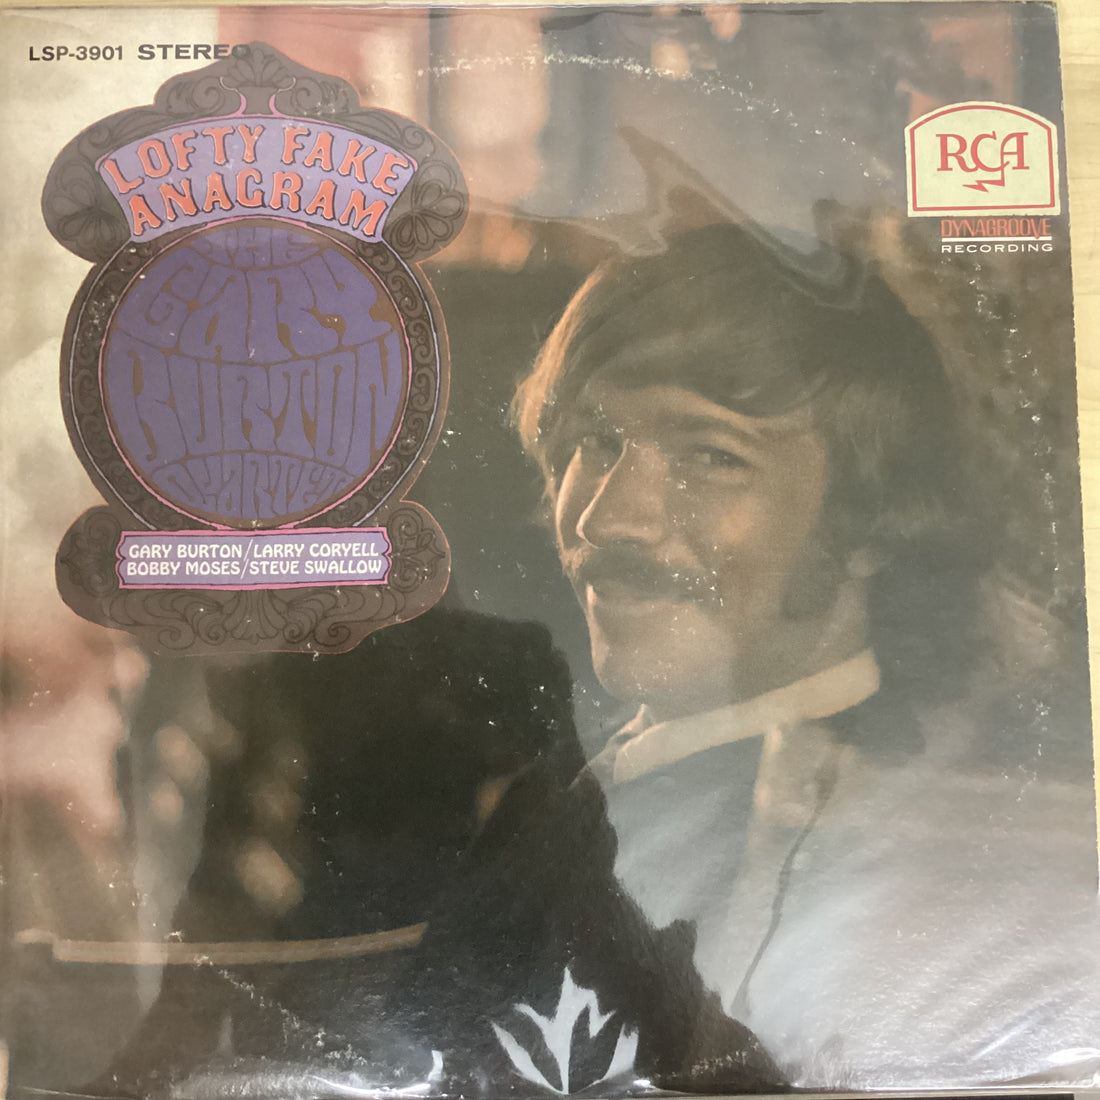 LSP-3901 STEREO
LOFTY FAKE
ANAGRAM
THE
GARY
BURTON
QUARTET
GARY BURTON/LARRY CORYELL
BOBBY MOSES/STEVE SWALLOW
RCA
DYNAGROOVE
RECORDING